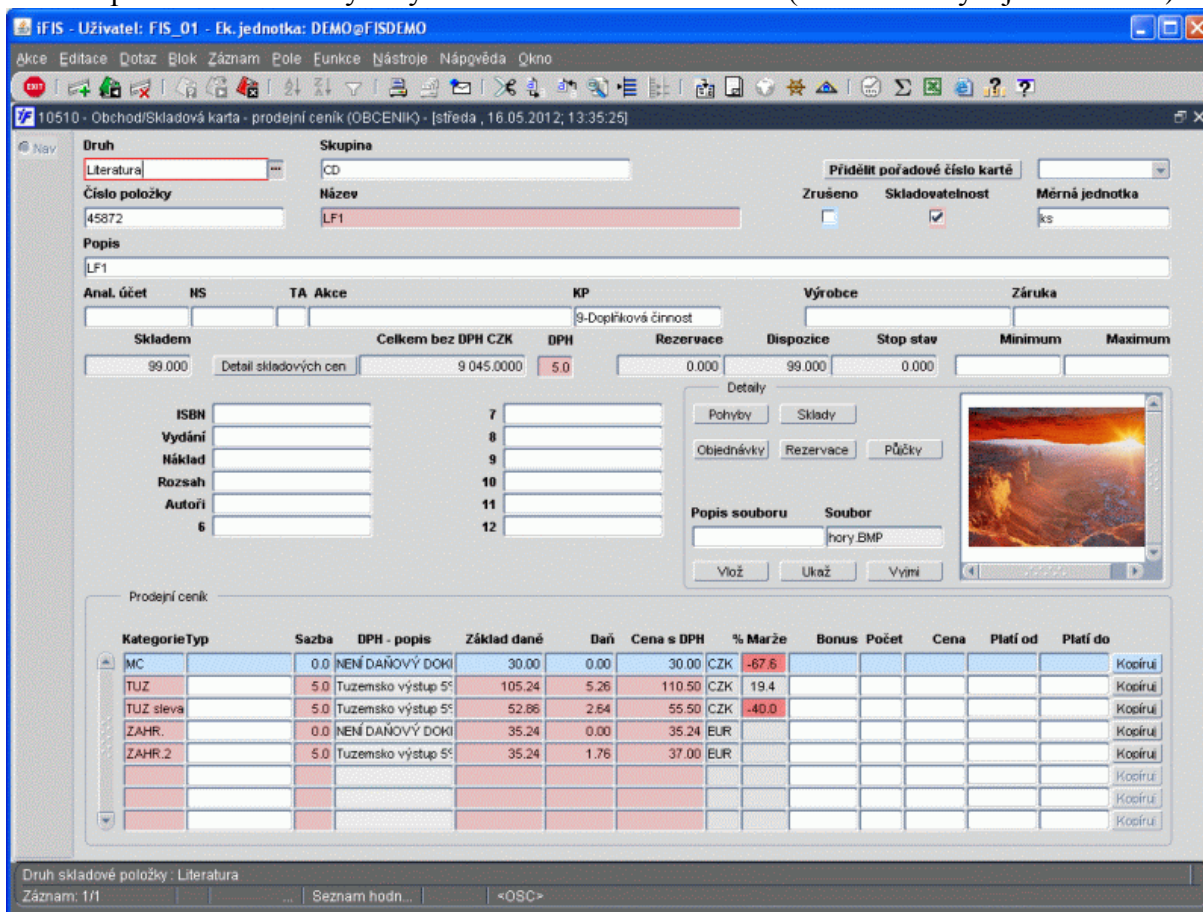 iFIS - Uživatel: FIS_01 - Ek. jednotka: DEMO@FISDEMO
Akce Editace Dotaz Blok Záznam Pole Funkce Nástroje Nápověda Okno
10510 - Obchod/Skladová karta - prodejní ceník (OBCENIK) - [středa , 16.05.2012; 13:35:25]
Nav
Druh Skupina
Literatura ... CD Přidělit pořadové číslo kartě
Číslo položky Název Zrušeno Skladovatelnost Měrná jednotka
45872 LF1 ks
Popis
LF1
Anal. účet NS TA Akce KP Výrobce Záruka
9-Doplňková činnost
Skladem Celkem bez DPH CZK DPH Rezervace Dispozice Stop stav Minimum Maximum
99.000 Detail skladových cen 9 045.0000 5.0 0.000 99.000 0.000
Detaily
ISBN 7 Pohyby Sklady
Vydání 8
Náklad 9 Objednávky Rezervace Půjčky
Rozsah 10
Autoři 11 Popis souboru Soubor
6 12 hory.BMP
Vlož Ukaž Vyjmi
Prodejní ceník
Kategorie Typ Sazba DPH - popis Základ daně Daň Cena s DPH % Marže Bonus Počet Cena Platí od Platí do
MC 0.0 NENÍ DAŇOVÝ DOKl 30.00 0.00 30.00 CZK -67.6 Kopíruj
TUZ 5.0 Tuzemsko výstup 5% 105.24 5.26 110.50 CZK 19.4 Kopíruj
TUZ sleva 5.0 Tuzemsko výstup 5% 52.86 2.64 55.50 CZK -40.0 Kopíruj
ZAHR. 0.0 NENÍ DAŇOVÝ DOKl 35.24 0.00 35.24 EUR Kopíruj
ZAHR.2 5.0 Tuzemsko výstup 5% 35.24 1.76 37.00 EUR Kopíruj
Kopíruj
Kopíruj
Kopíruj
Druh skladové položky : Literatura
Záznam: 1/1 ... Seznam hodn... <OSC>